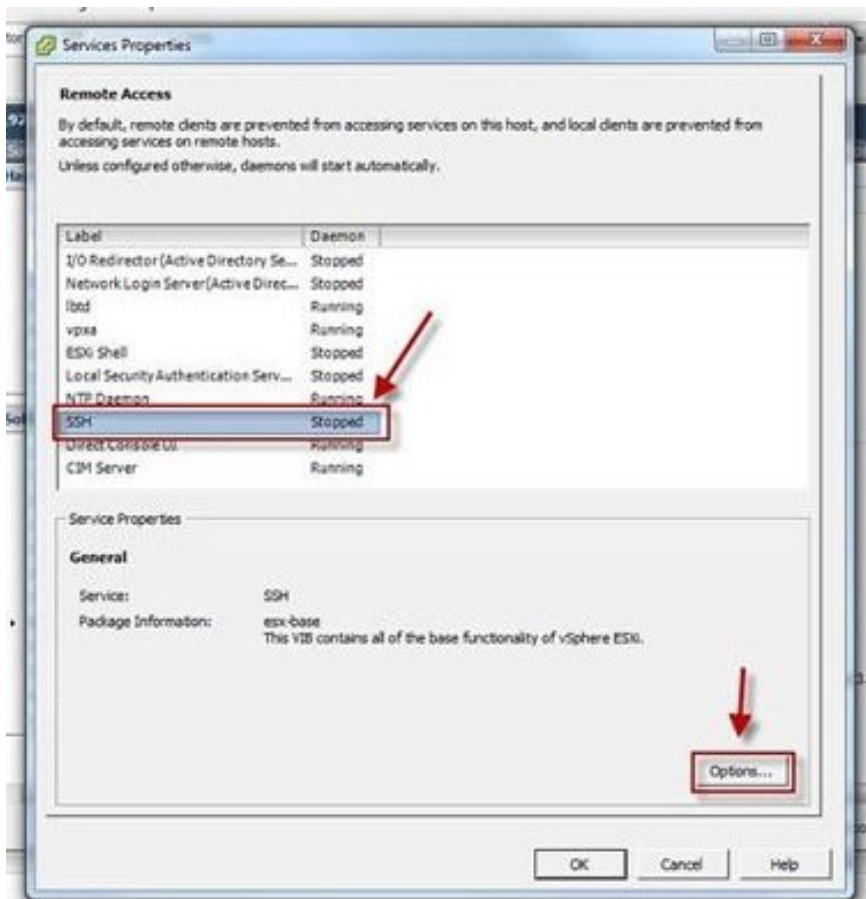 Services Properties
Remote Access
By default, remote clients are prevented from accessing services on this host, and local clients are prevented from
accessing services on remote hosts.
Unless configured otherwise, daemons will start automatically.
Label Daemon
I/O Redirector (Active Directory Se... Stopped
Network Login Server(Active Direc... Stopped
lbtd Running
vpxa Running
ESXi Shell Stopped
Local Security Authentication Serv... Stopped
NTP Daemon Running
SSH Stopped
Direct Console UI Running
CIM Server Running
Service Properties
General
Service: SSH
Package Information: esx-base
This VIB contains all of the base functionality of vSphere ESXi.
Options...
OK Cancel Help